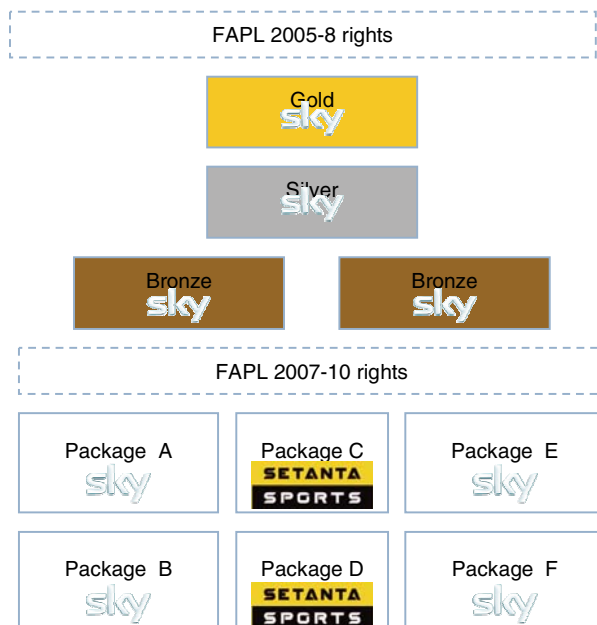 FAPL 2005-8 rights
Gold
sky
Silver
sky
Bronze Bronze
sky sky
FAPL 2007-10 rights
Package A Package C Package E
sky SETANTA SPORTS sky
Package B Package D Package F
sky SETANTA SPORTS sky